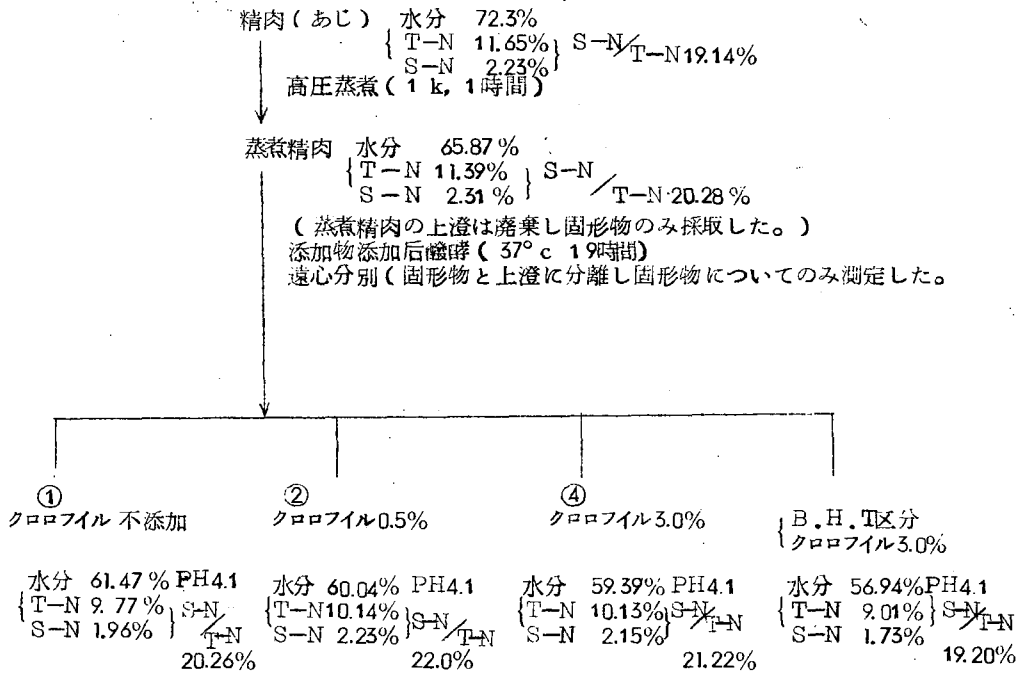 精肉(あじ) 水分 72.3%
{ T-N 11.65% } S-N/T-N 19.14%
S-N 2.23%
高圧蒸煮(1k,1時間)
蒸煮精肉 水分 65.87%
{ T-N 11.39% } S-N
S-N 2.31% / T-N 20.28%
(蒸煮精肉の上澄は廃棄し固形物のみ採取した。)
添加物添加后醱酵(37°c 19時間)
遠心分別(固形物と上澄に分離し固形物についてのみ測定した。
①
クロロフイル不添加
水分 61.47% PH4.1
{ T-N 9.77% } S-N/T-N
S-N 1.96%
20.26%
②
クロロフイル0.5%
水分 60.04% PH4.1
{ T-N 10.14% } S-N/T-N
S-N 2.23%
22.0%
④
クロロフイル3.0%
水分 59.39% PH4.1
{ T-N 10.13% } S-N/T-N
S-N 2.15%
21.22%
{ B.H.T区分
クロロフイル3.0%
水分 56.94% PH4.1
{ T-N 9.01% } S-N/T-N
S-N 1.73%
19.20%